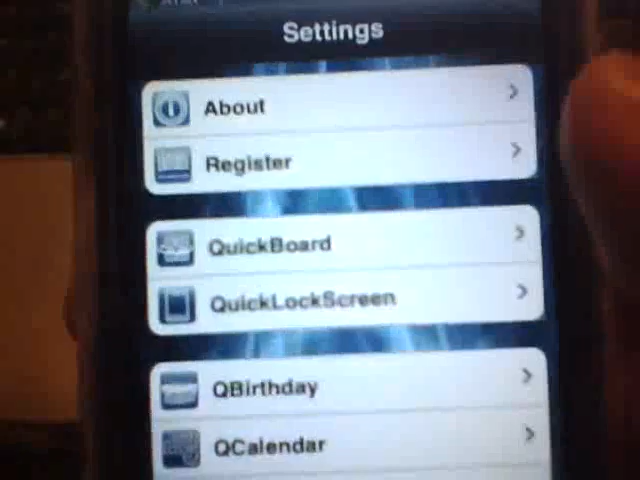 Settings
About
Register
QuickBoard
QuickLockScreen
QBirthday
QCalendar